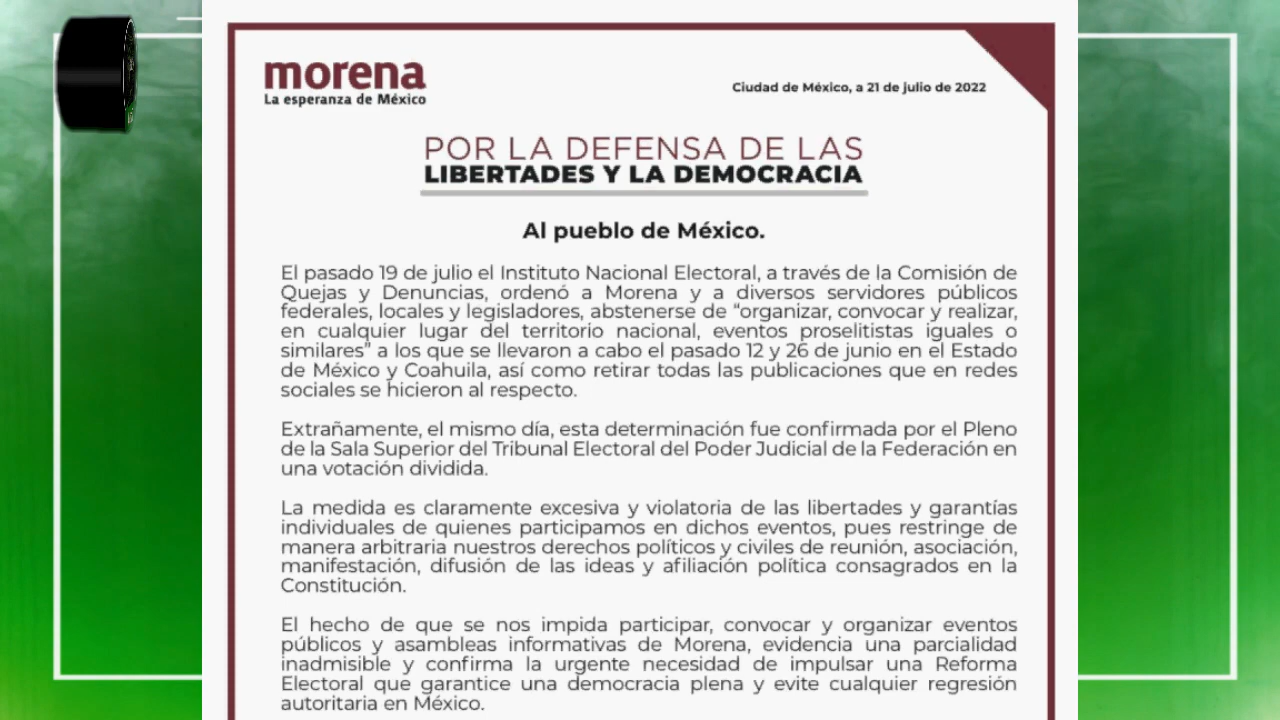 morena
La esperanza de México
Ciudad de México, a 21 de julio de 2022
POR LA DEFENSA DE LAS
LIBERTADES Y LA DEMOCRACIA
Al pueblo de México.
El pasado 19 de julio el Instituto Nacional Electoral, a través de la Comisión de
Quejas y Denuncias, ordenó a Morena y a diversos servidores públicos
federales, locales y legisladores, abstenerse de “organizar, convocar y realizar,
en cualquier lugar del territorio nacional, eventos proselitistas iguales o
similares” a los que se llevaron a cabo el pasado 12 y 26 de junio en el Estado
de México y Coahuila, así como retirar todas las publicaciones que en redes
sociales se hicieron al respecto.
Extrañamente, el mismo día, esta determinación fue confirmada por el Pleno
de la Sala Superior del Tribunal Electoral del Poder Judicial de la Federación en
una votación dividida.
La medida es claramente excesiva y violatoria de las libertades y garantías
individuales de quienes participamos en dichos eventos, pues restringe de
manera arbitraria nuestros derechos políticos y civiles de reunión, asociación,
manifestación, difusión de las ideas y afiliación política consagrados en la
Constitución.
El hecho de que se nos impida participar, convocar y organizar eventos
públicos y asambleas informativas de Morena, evidencia una parcialidad
inadmisible y confirma la urgente necesidad de impulsar una Reforma
Electoral que garantice una democracia plena y evite cualquier regresión
autoritaria en México.